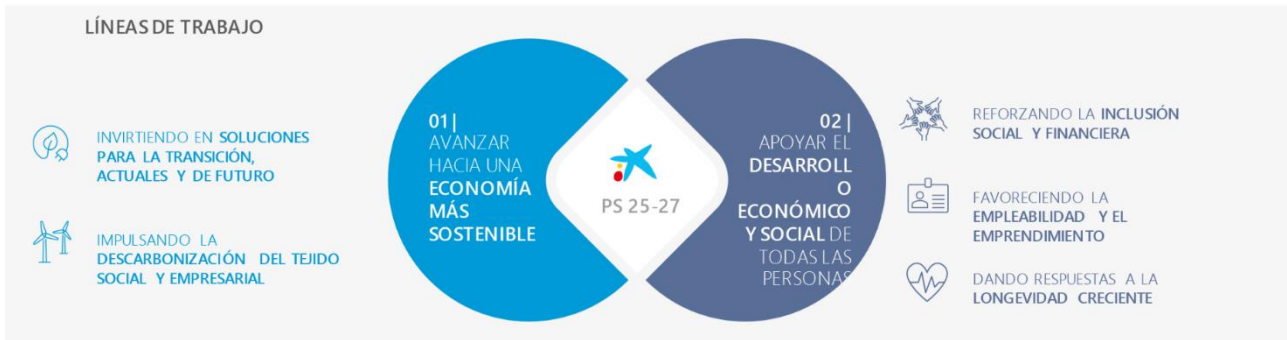 LÍNEAS DE TRABAJO
INVIRTIENDO EN SOLUCIONES
PARA LA TRANSICIÓN,
ACTUALES Y DE FUTURO
IMPULSANDO LA
DESCARBONIZACIÓN DEL TEJIDO
SOCIAL Y EMPRESARIAL
01|
AVANZAR
HACIA UNA
ECONOMÍA
MÁS
SOSTENIBLE
PS 25-27
02 |
APOYAR EL
DESARROLL
O
ECONÓMICO
Y SOCIAL DE
TODAS LAS
PERSONAS
REFORZANDO LA INCLUSIÓN
SOCIAL Y FINANCIERA
FAVORECIENDO LA
EMPLEABILIDAD Y EL
EMPRENDIMIENTO
DANDO RESPUESTAS A LA
LONGEVIDAD CRECIENTE